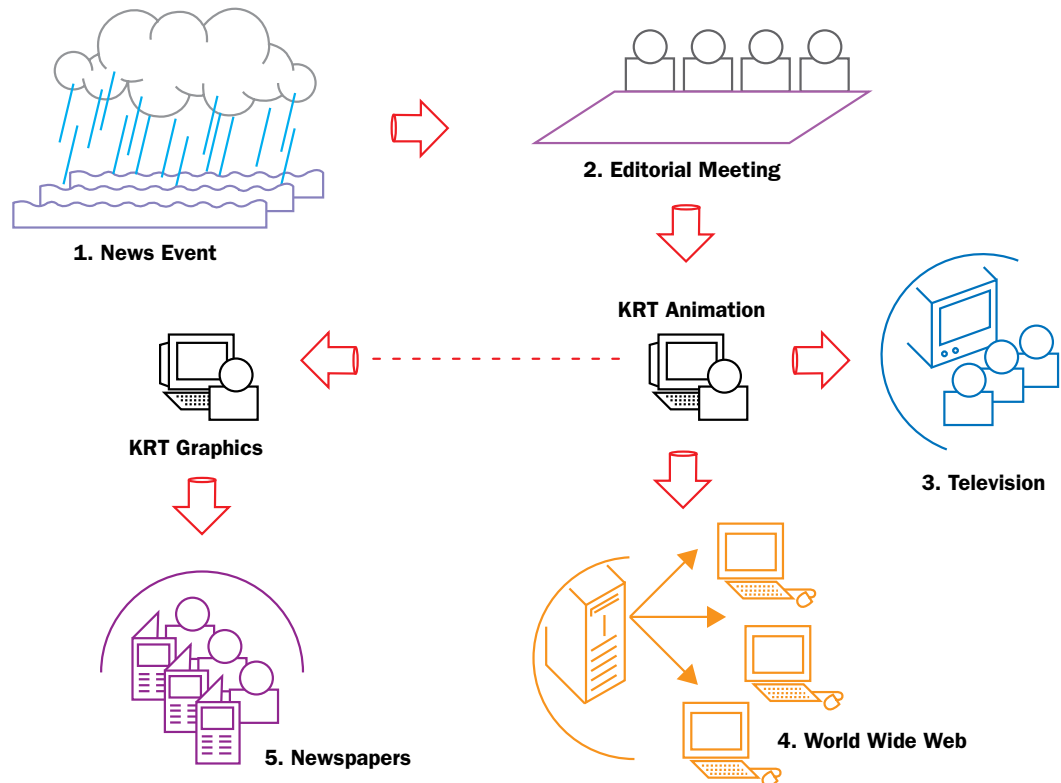 2. Editorial Meeting
1. News Event
KRT Animation
KRT Graphics
3. Television
4. World Wide Web
5. Newspapers